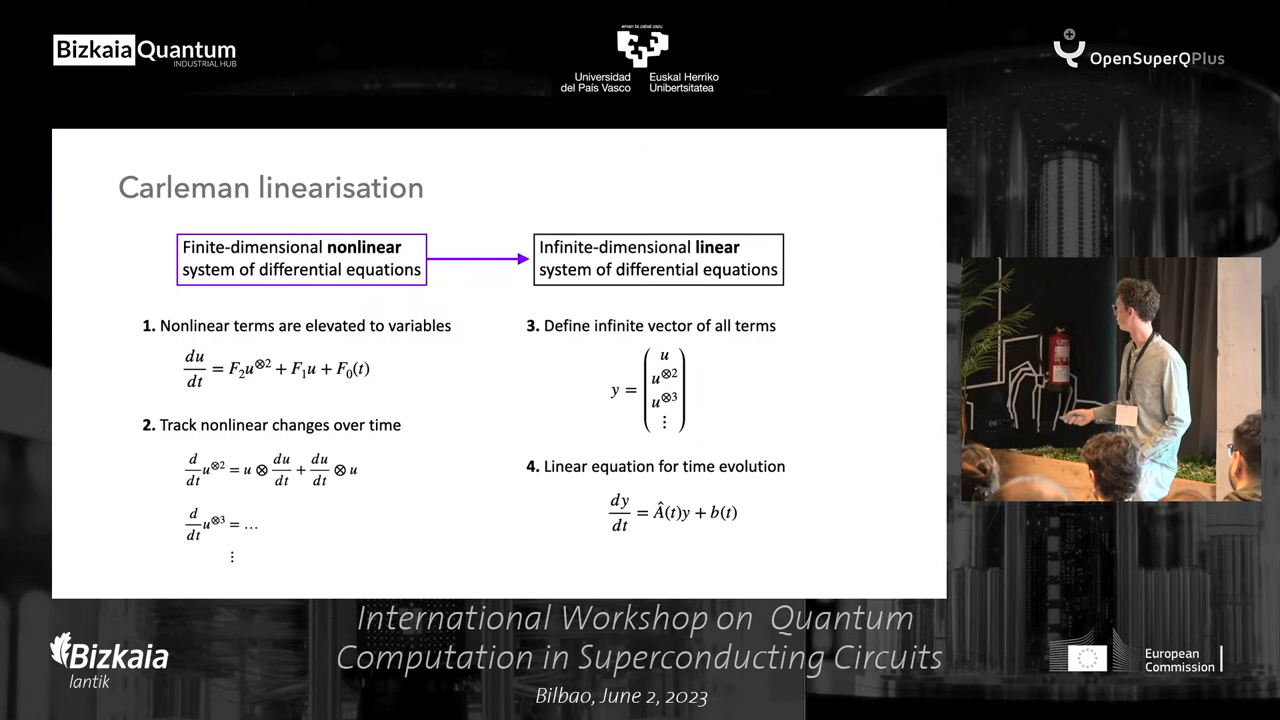 Bizkaia Quantum
INDUSTRIAL HUB
eman ta zabal zazu
Universidad
del País Vasco
Euskal Herriko
Unibertsitatea
OpenSuperQPlus
Carleman linearisation
Finite-dimensional nonlinear
system of differential equations
Infinite-dimensional linear
system of differential equations
1. Nonlinear terms are elevated to variables
du/dt = F₂u^⊗2 + F₁u + F₀(t)
2. Track nonlinear changes over time
d/dt u^⊗2 = u ⊗ du/dt + du/dt ⊗ u
d/dt u^⊗3 = …
⋮
3. Define infinite vector of all terms
y = ( u
u^⊗2
u^⊗3
⋮ )
4. Linear equation for time evolution
dy/dt = Â(t)y + b(t)
International Workshop on Quantum
Computation in Superconducting Circuits
Bilbao, June 2, 2023
Bizkaia
lantik
European
Commission